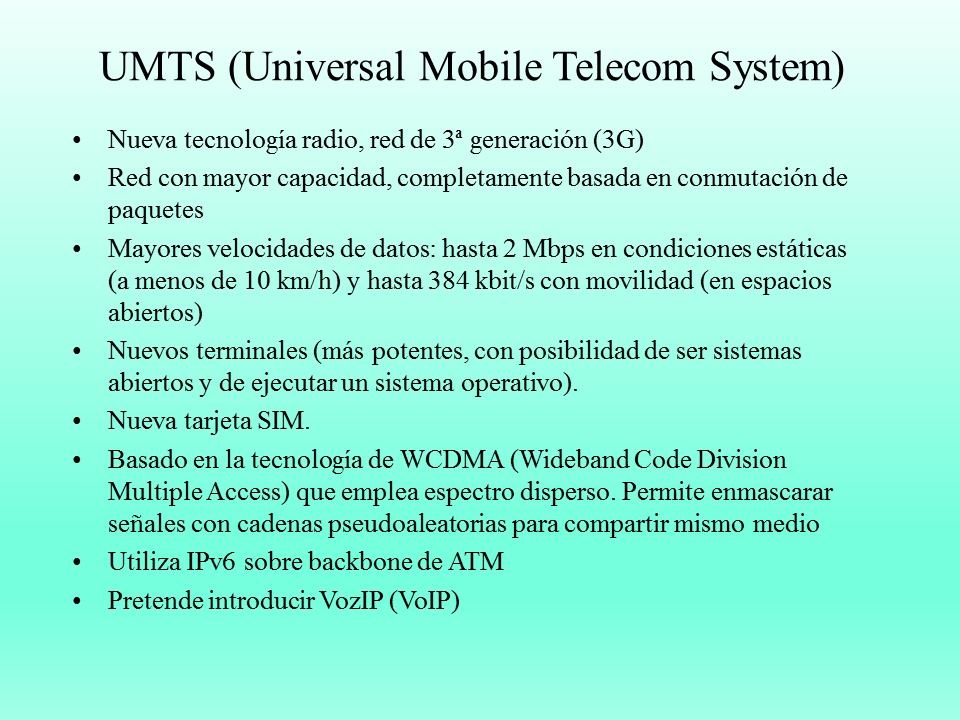 UMTS (Universal Mobile Telecom System)
• Nueva tecnología radio, red de 3ª generación (3G)
• Red con mayor capacidad, completamente basada en conmutación de
paquetes
• Mayores velocidades de datos: hasta 2 Mbps en condiciones estáticas
(a menos de 10 km/h) y hasta 384 kbit/s con movilidad (en espacios
abiertos)
• Nuevos terminales (más potentes, con posibilidad de ser sistemas
abiertos y de ejecutar un sistema operativo).
• Nueva tarjeta SIM.
• Basado en la tecnología de WCDMA (Wideband Code Division
Multiple Access) que emplea espectro disperso. Permite enmascarar
señales con cadenas pseudoaleatorias para compartir mismo medio
• Utiliza IPv6 sobre backbone de ATM
• Pretende introducir VozIP (VoIP)